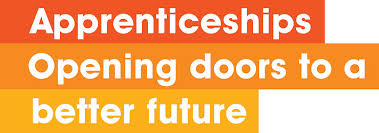 Apprenticeships
Opening doors to a
better future